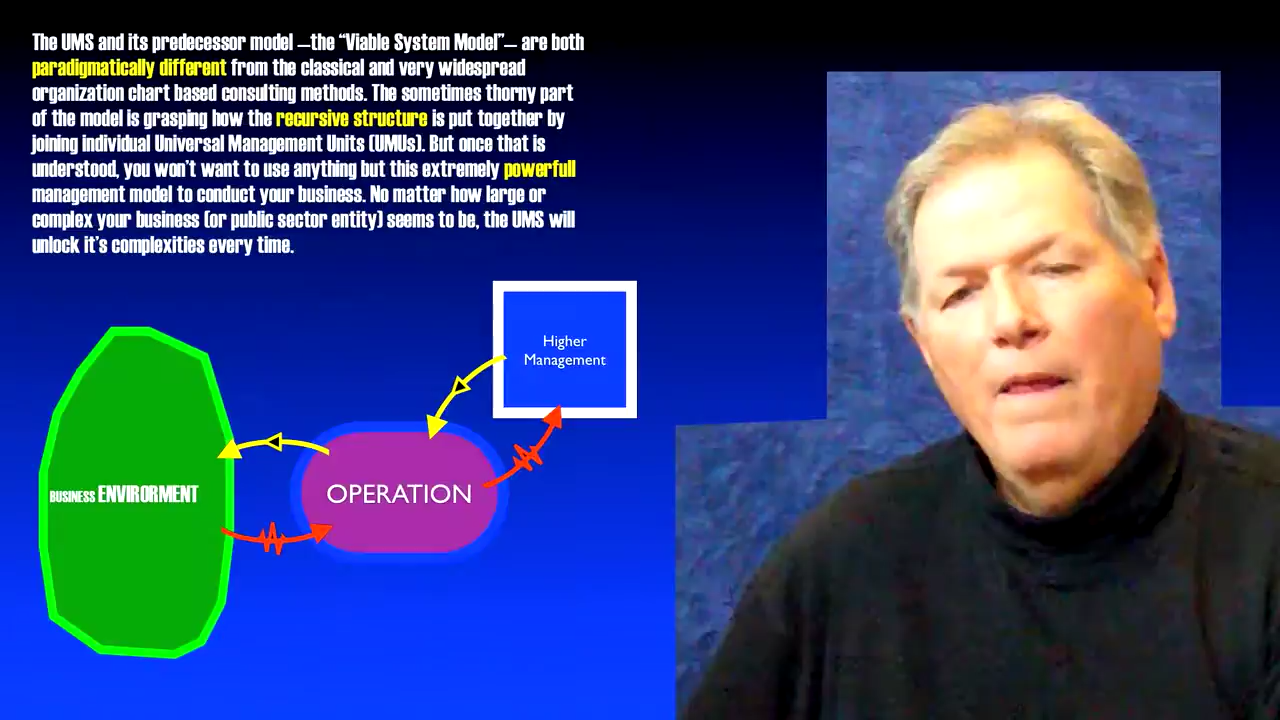 The UMS and its predecessor model –the “Viable System Model”– are both
paradigmatically different from the classical and very widespread
organization chart based consulting methods. The sometimes thorny part
of the model is grasping how the recursive structure is put together by
joining individual Universal Management Units (UMUs). But once that is
understood, you won't want to use anything but this extremely powerfull
management model to conduct your business. No matter how large or
complex your business (or public sector entity) seems to be, the UMS will
unlock it's complexities every time.
Higher
Management
BUSINESS ENVIRORMENT
OPERATION